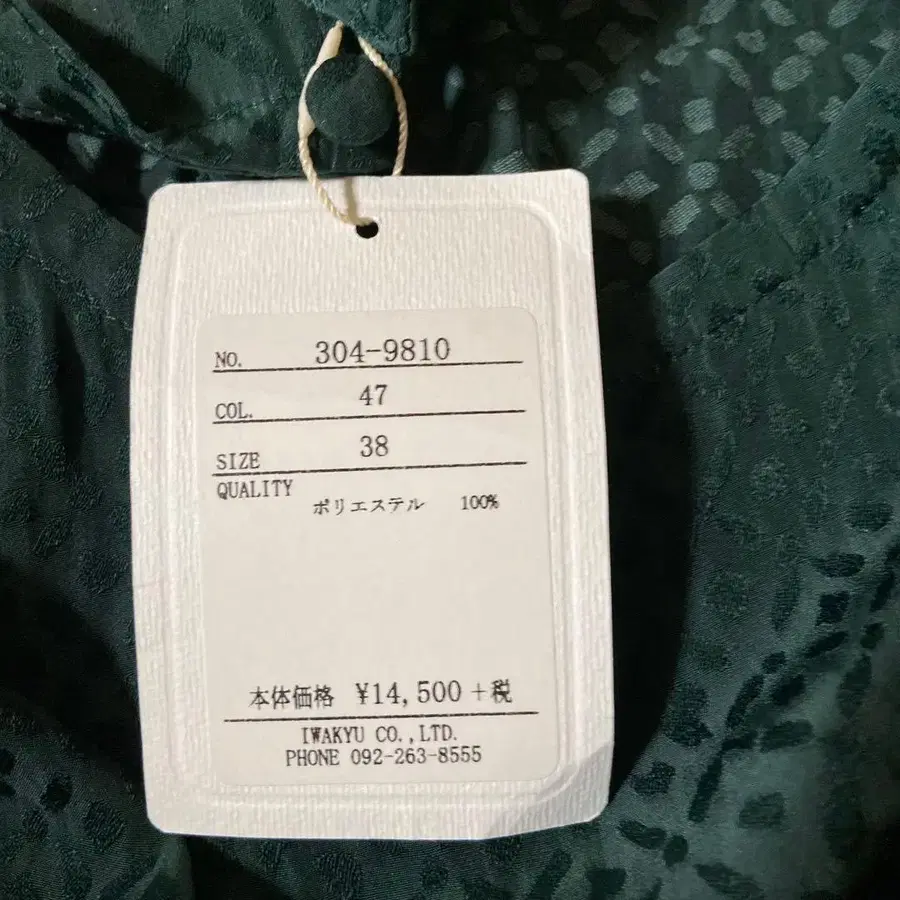 NO. 304-9810
COL. 47
SIZE 38
QUALITY
ポリエステル 100%
本体価格 ¥14,500+税
IWAKYU CO.,LTD.
PHONE 092-263-8555